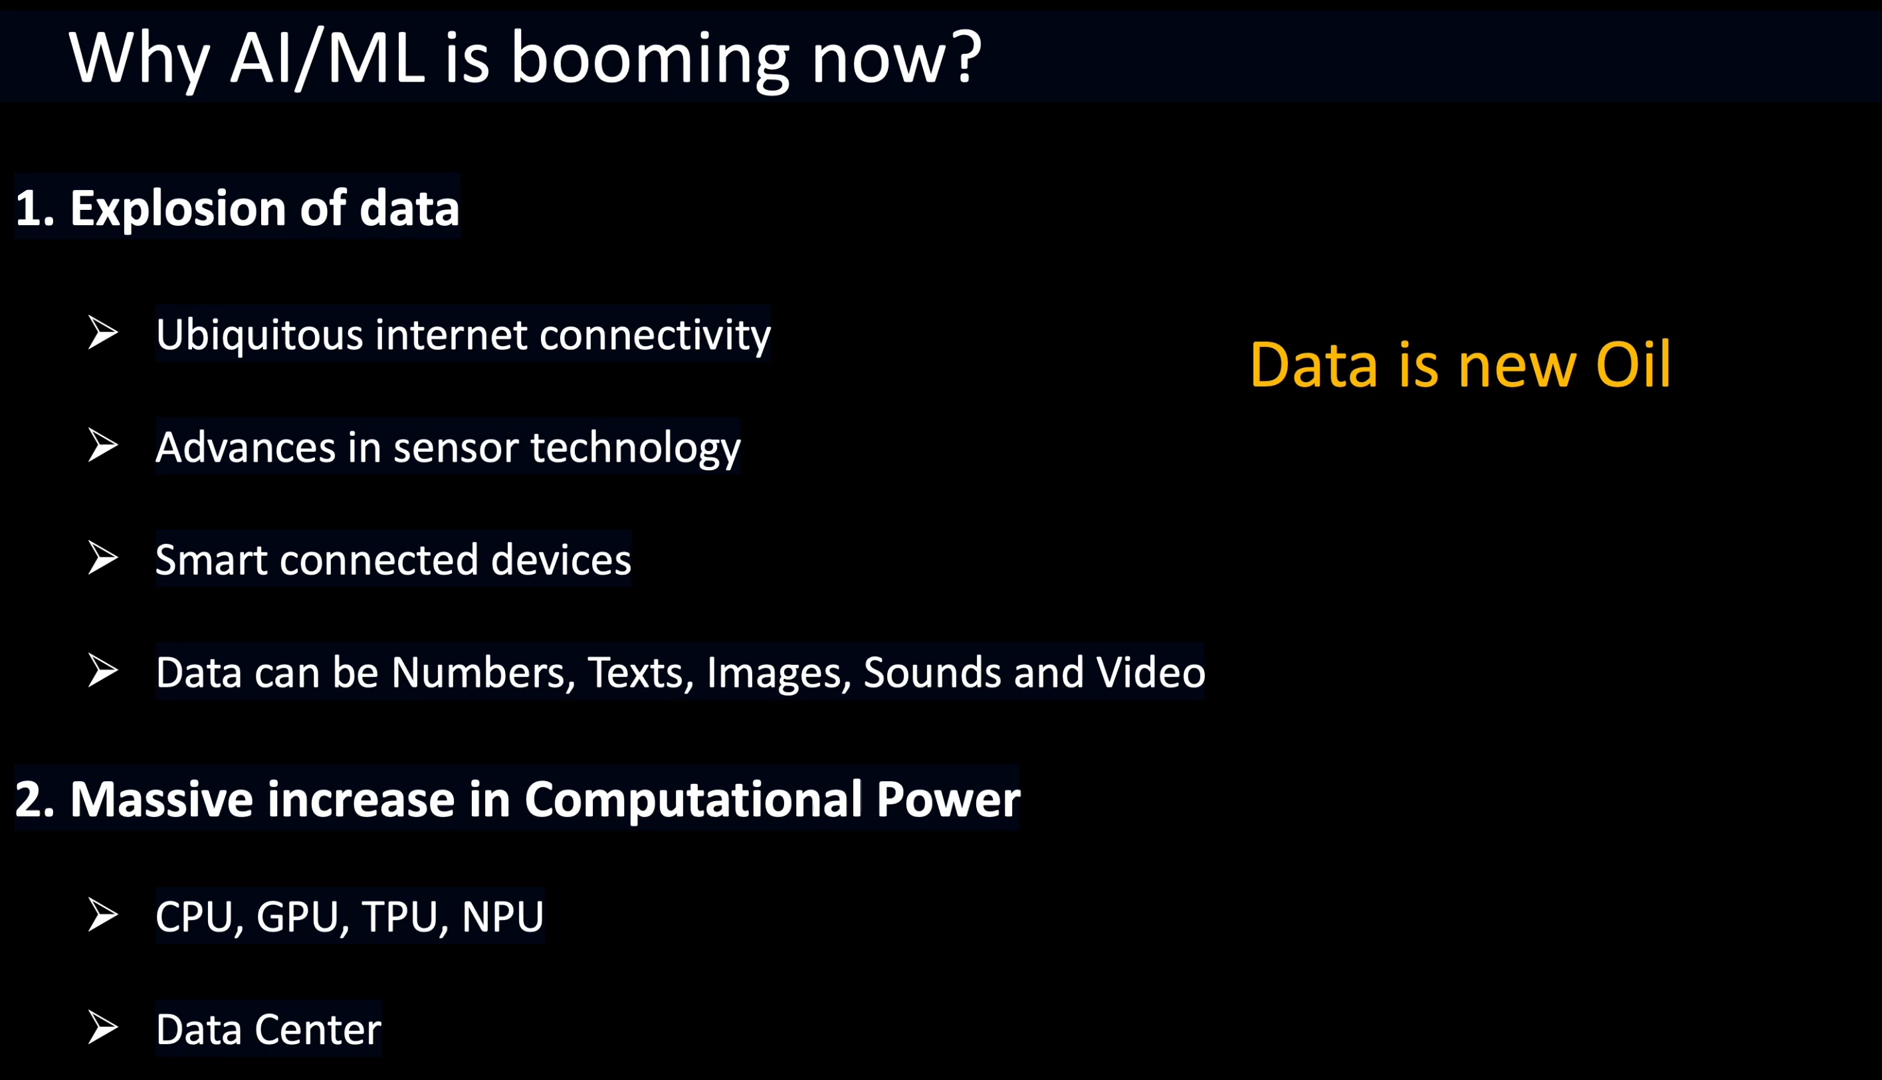 Why AI/ML is booming now?
1. Explosion of data
➢ Ubiquitous internet connectivity
Data is new Oil
➢ Advances in sensor technology
➢ Smart connected devices
➢ Data can be Numbers, Texts, Images, Sounds and Video
2. Massive increase in Computational Power
➢ CPU, GPU, TPU, NPU
➢ Data Center